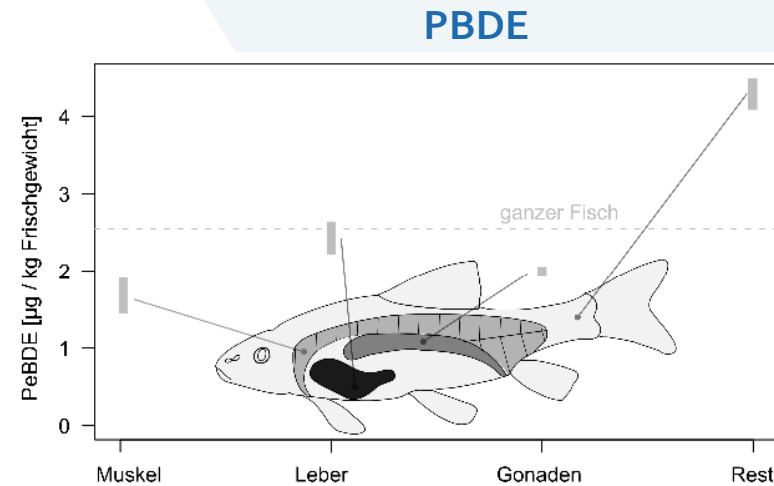 PBDE
PeBDE [µg / kg Frischgewicht]
4
3
2
1
0
ganzer Fisch
Muskel Leber Gonaden Rest